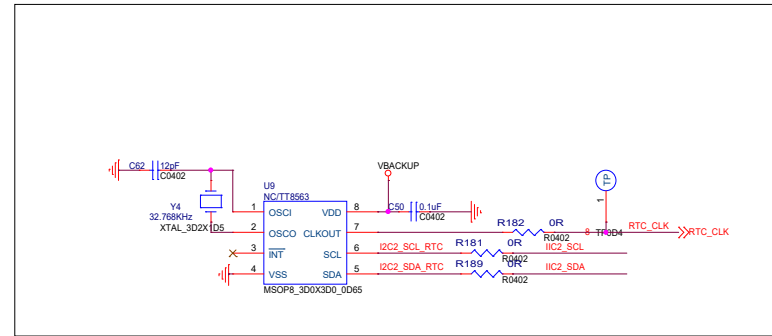 C62
12pF
C0402
Y4
32.768KHz
XTAL_3D2X1D5
U9
NC/TT8563
1
OSCI
VDD
8
2
OSCO
CLKOUT
7
3
INT
SCL
6
4
VSS
SDA
5
MSOP8_3D0X3D0_0D65
VBACKUP
C50
0.1uF
C0402
TP
1
R182
0R
R0402
8
TP0D4
RTC_CLK
RTC_CLK
I2C2_SCL_RTC
R181
0R
R0402
IIC2_SCL
I2C2_SDA_RTC
R189
0R
R0402
IIC2_SDA